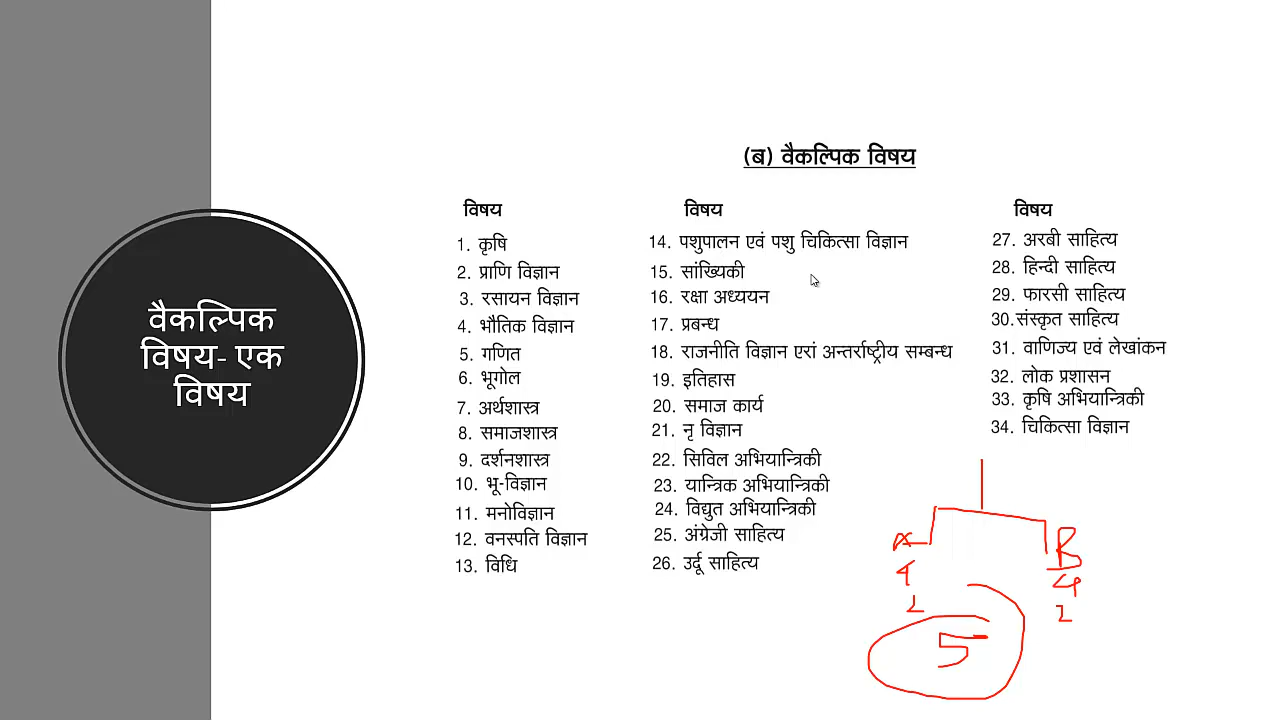 वैकल्पिक
विषय- एक
विषय
(ब) वैकल्पिक विषय
विषय
1. कृषि
2. प्राणि विज्ञान
3. रसायन विज्ञान
4. भौतिक विज्ञान
5. गणित
6. भूगोल
7. अर्थशास्त्र
8. समाजशास्त्र
9. दर्शनशास्त्र
10. भू-विज्ञान
11. मनोविज्ञान
12. वनस्पति विज्ञान
13. विधि
विषय
14. पशुपालन एवं पशु चिकित्सा विज्ञान
15. सांख्यिकी
16. रक्षा अध्ययन
17. प्रबन्ध
18. राजनीति विज्ञान एरां अन्तर्राष्ट्रीय सम्बन्ध
19. इतिहास
20. समाज कार्य
21. नृ विज्ञान
22. सिविल अभियान्त्रिकी
23. यान्त्रिक अभियान्त्रिकी
24. विद्युत अभियान्त्रिकी
25. अंग्रेजी साहित्य
26. उर्दू साहित्य
विषय
27. अरबी साहित्य
28. हिन्दी साहित्य
29. फारसी साहित्य
30.संस्कृत साहित्य
31. वाणिज्य एवं लेखांकन
32. लोक प्रशासन
33. कृषि अभियान्त्रिकी
34. चिकित्सा विज्ञान
B
4
2
5